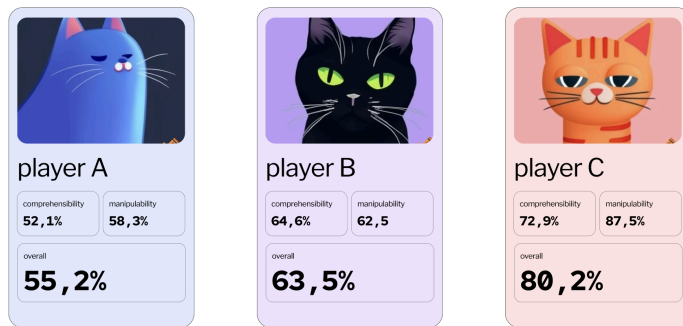 player A
comprehensibility
52,1%
manipulability
58,3%
overall
55,2%
player B
comprehensibility
64,6%
manipulability
62,5
overall
63,5%
player C
comprehensibility
72,9%
manipulability
87,5%
overall
80,2%